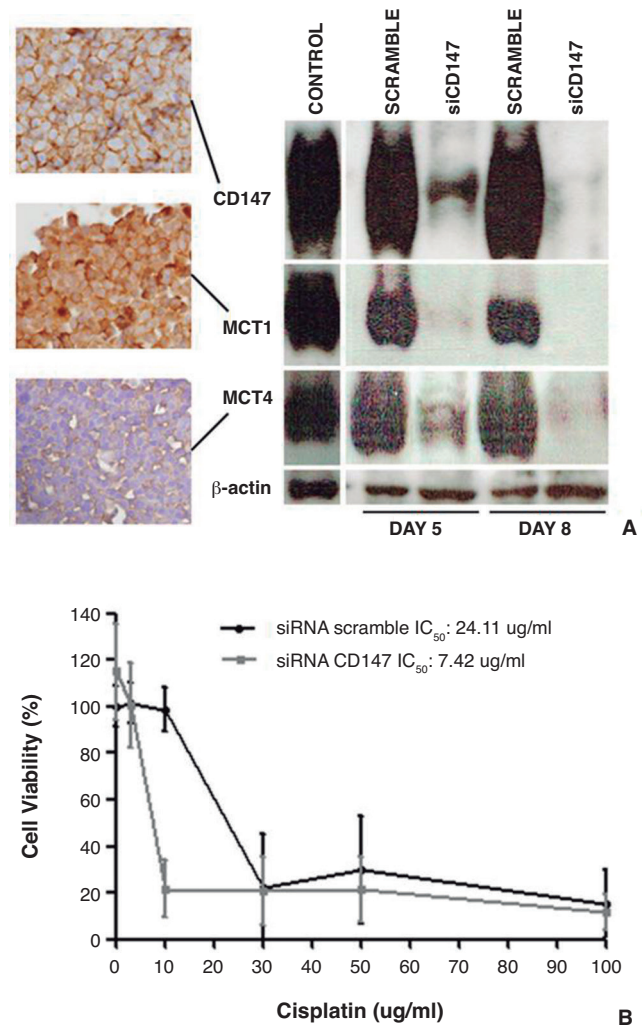 CONTROL
SCRAMBLE
siCD147
SCRAMBLE
siCD147
CD147
MCT1
MCT4
β-actin
DAY 5
DAY 8
A
140
120
100
80
60
40
20
0
Cell Viability (%)
siRNA scramble IC50: 24.11 ug/ml
siRNA CD147 IC50: 7.42 ug/ml
0 10 20 30 40 50 60 70 80 90 100
Cisplatin (ug/ml)
B